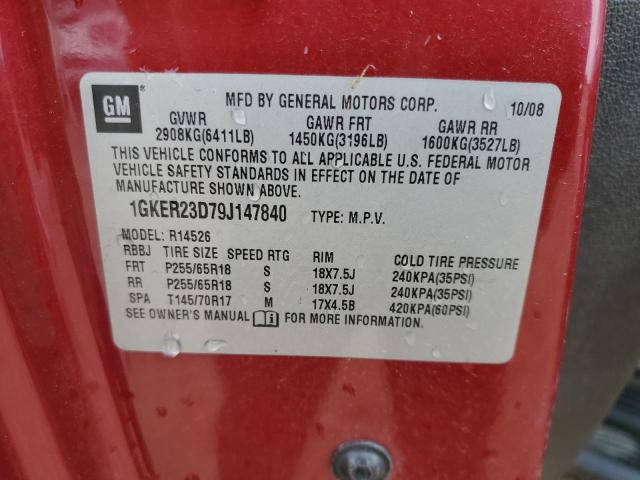 GM ®
MFD BY GENERAL MOTORS CORP. 10/08
GVWR GAWR FRT GAWR RR
2908KG(6411LB) 1450KG(3196LB) 1600KG(3527LB)
THIS VEHICLE CONFORMS TO ALL APPLICABLE U.S. FEDERAL MOTOR
VEHICLE SAFETY STANDARDS IN EFFECT ON THE DATE OF
MANUFACTURE SHOWN ABOVE.
1GKER23D79J147840 TYPE: M.P.V.
MODEL: R14526
RBBJ TIRE SIZE SPEED RTG RIM COLD TIRE PRESSURE
FRT P255/65R18 S 18X7.5J 240KPA(35PSI)
RR P255/65R18 S 18X7.5J 240KPA(35PSI)
SPA T145/70R17 M 17X4.5B 420KPA(60PSI)
SEE OWNER'S MANUAL FOR MORE INFORMATION.